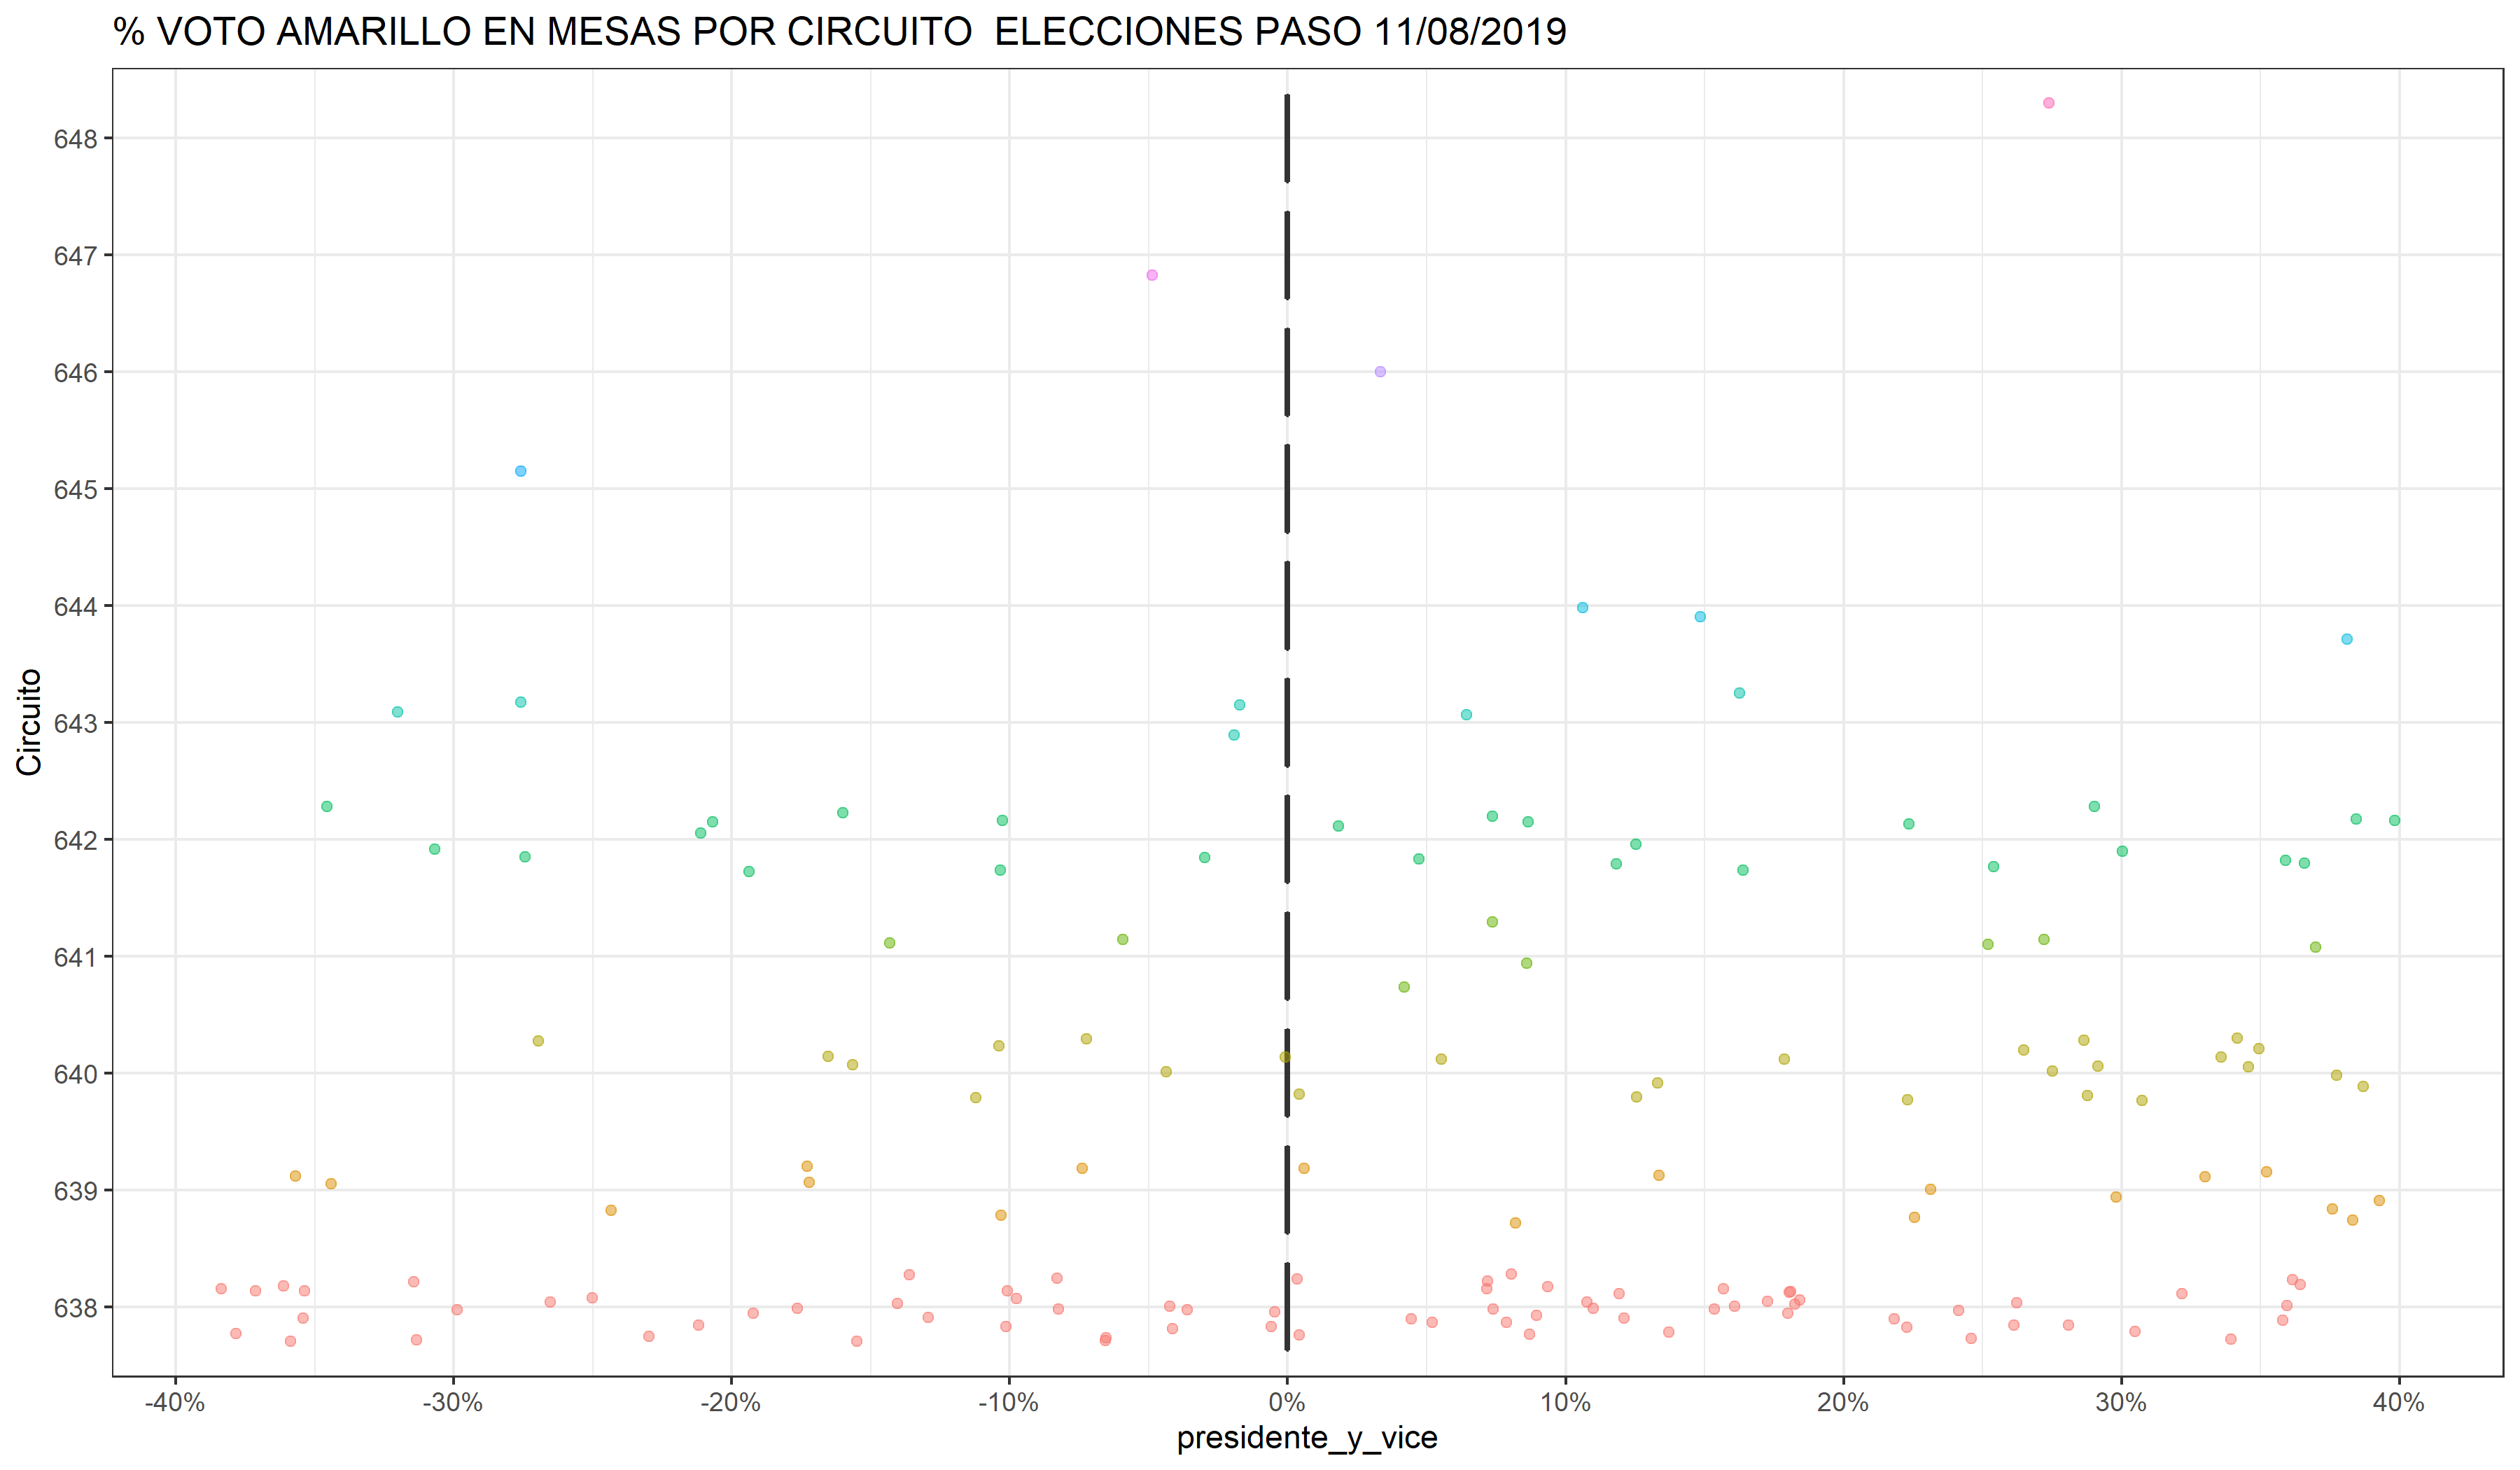 % VOTO AMARILLO EN MESAS POR CIRCUITO  ELECCIONES PASO 11/08/2019
648
647
646
645
644
643
642
641
640
639
638
Circuito
-40% -30% -20% -10% 0% 10% 20% 30% 40%
presidente_y_vice